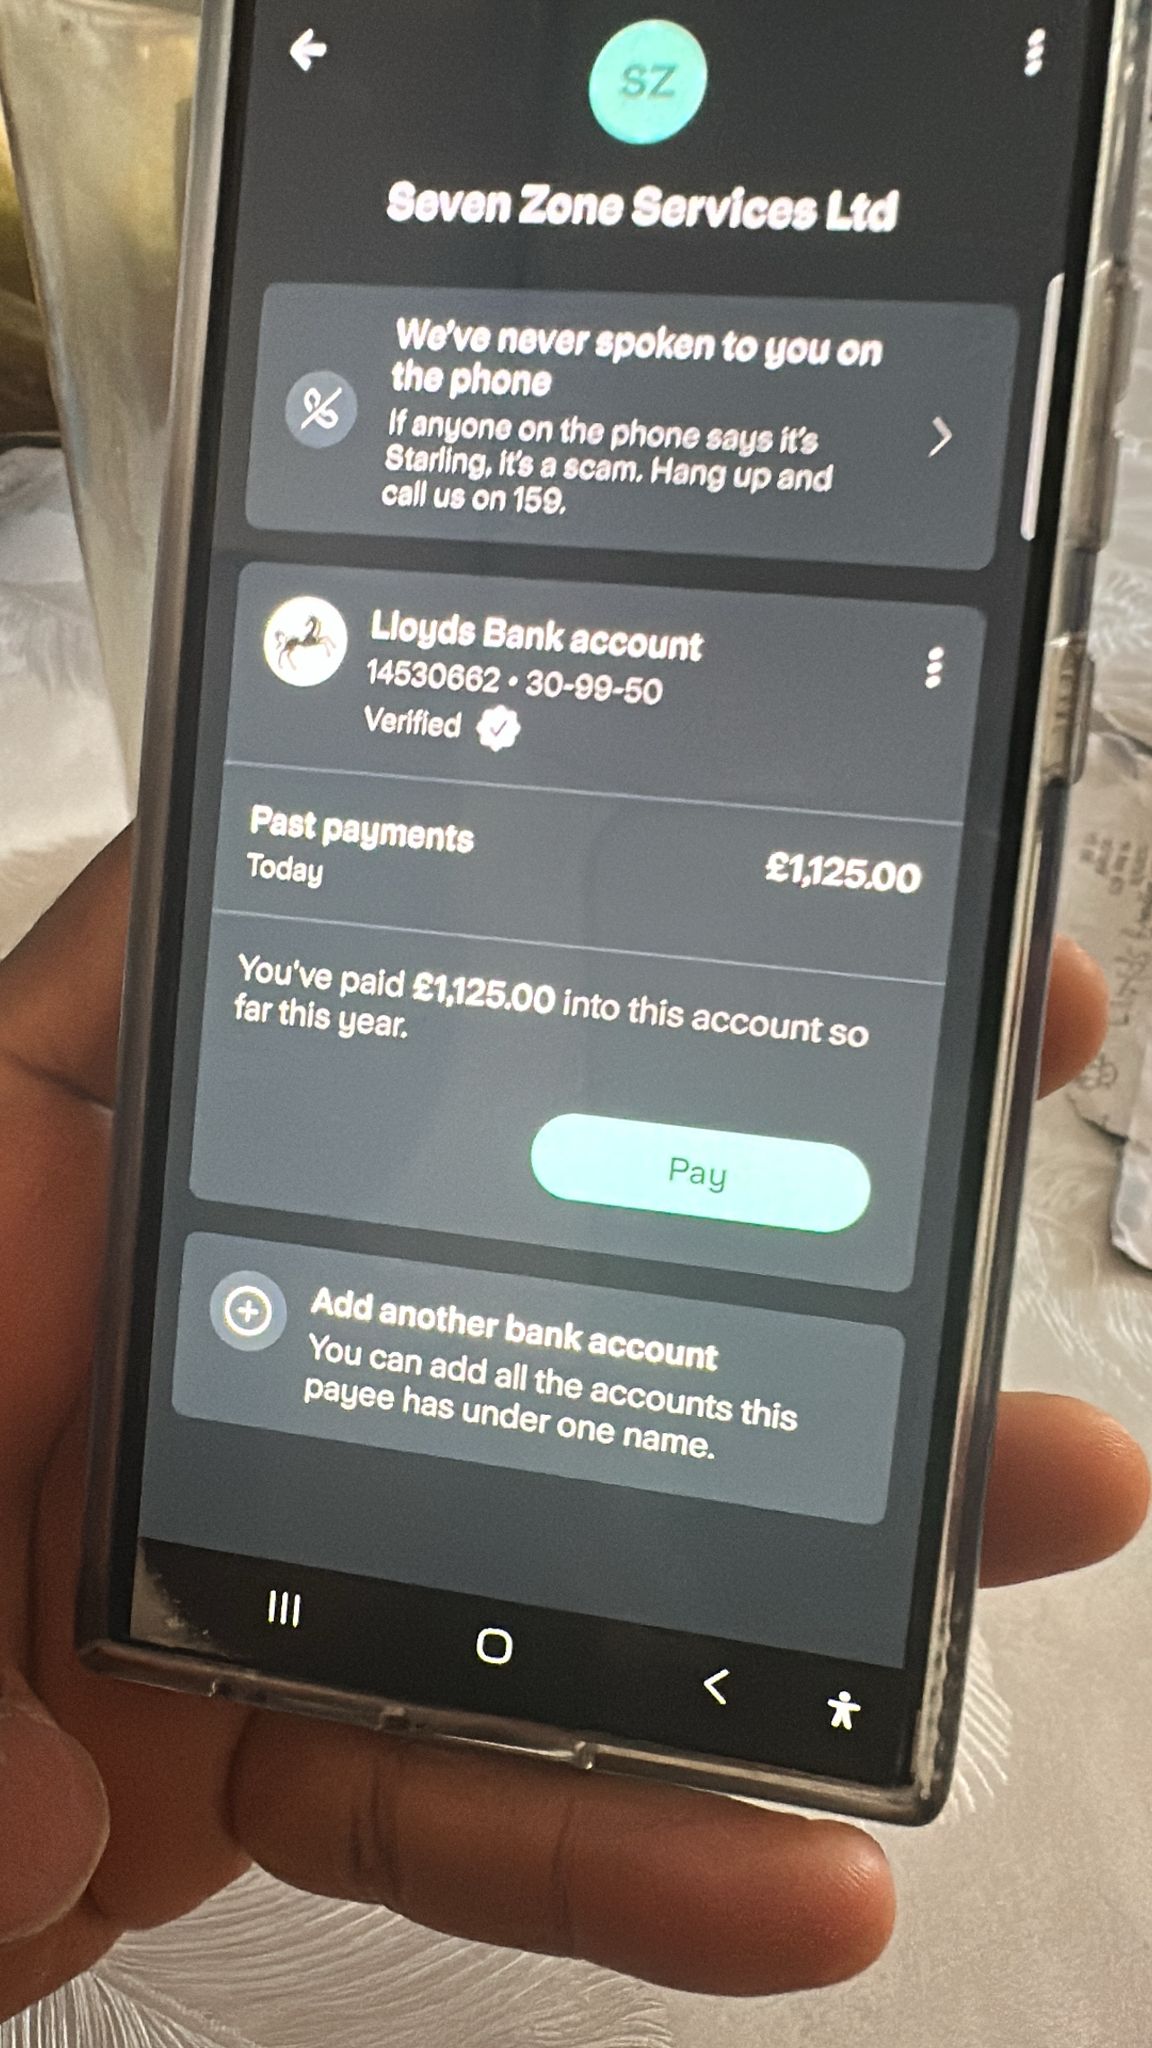 SZ
Seven Zone Services Ltd
We've never spoken to you on
the phone
If anyone on the phone says it's
Starling, it's a scam. Hang up and
call us on 159.
Lloyds Bank account
14530662 • 30-99-50
Verified
Past payments
Today
£1,125.00
You've paid £1,125.00 into this account so
far this year.
Pay
Add another bank account
You can add all the accounts this
payee has under one name.